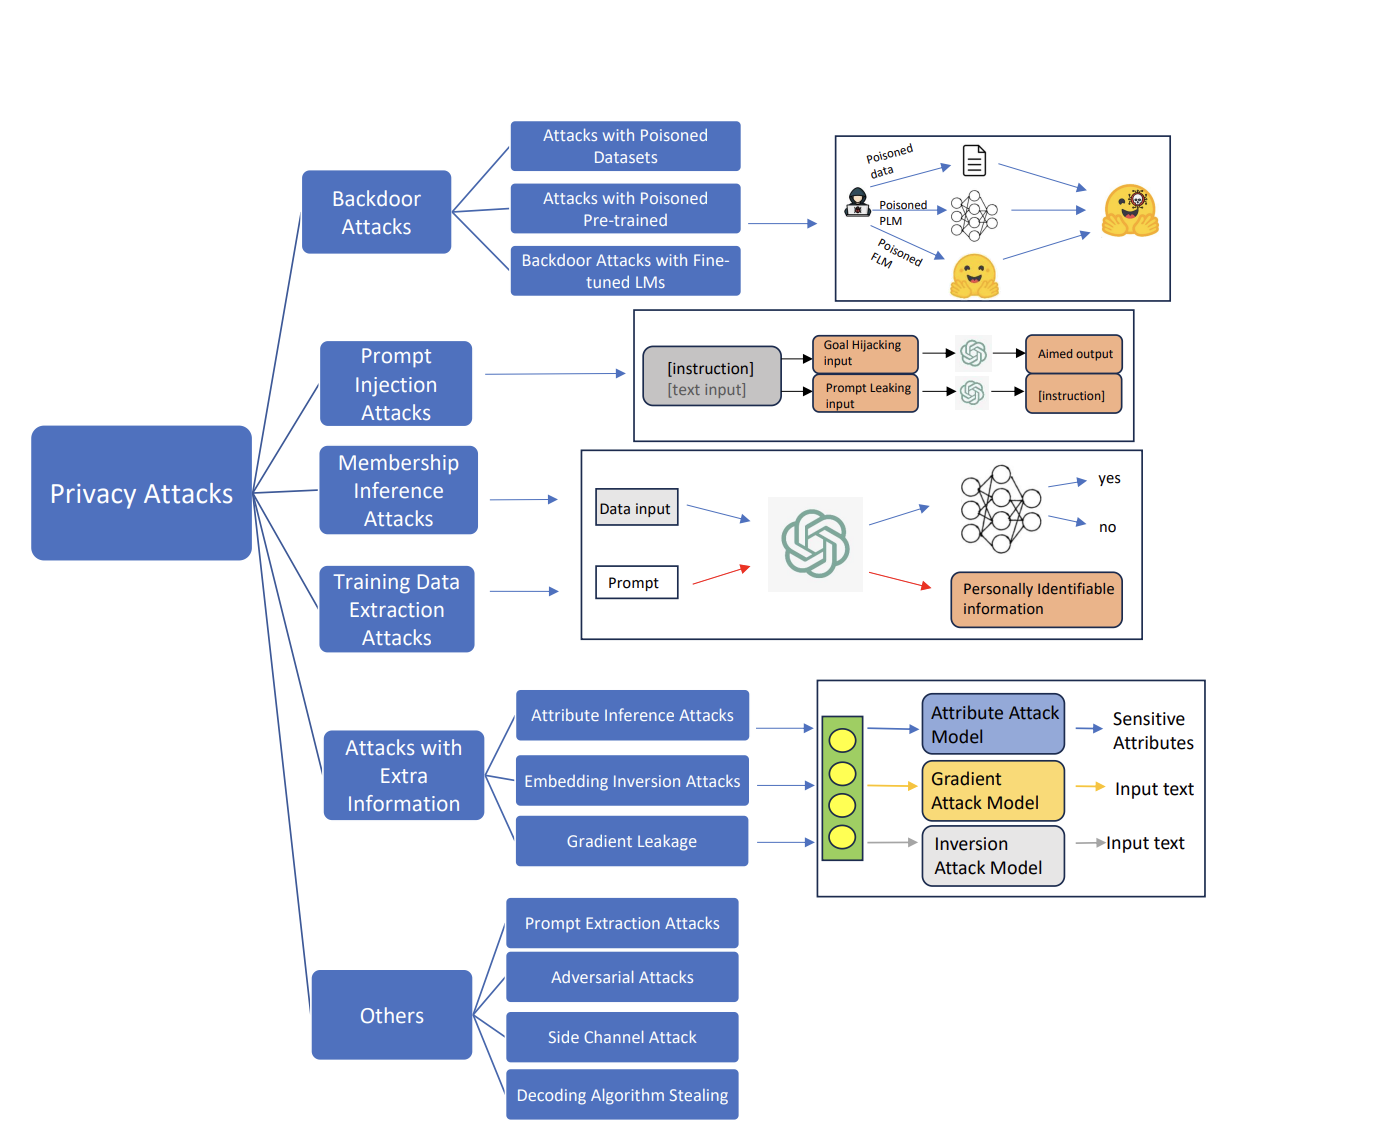 Privacy Attacks
Backdoor
Attacks
Attacks with Poisoned
Datasets
Attacks with Poisoned
Pre-trained
Backdoor Attacks with Fine-
tuned LMs
Poisoned
data
Poisoned
PLM
Poisoned
FLM
Prompt
Injection
Attacks
[instruction]
[text input]
Goal Hijacking
input
Aimed output
Prompt Leaking
input
[instruction]
Membership
Inference
Attacks
Training Data
Extraction
Attacks
Data input
Prompt
yes
no
Personally Identifiable
information
Attacks with
Extra
Information
Attribute Inference Attacks
Embedding Inversion Attacks
Gradient Leakage
Attribute Attack
Model
Sensitive
Attributes
Gradient
Attack Model
Input text
Inversion
Attack Model
Input text
Others
Prompt Extraction Attacks
Adversarial Attacks
Side Channel Attack
Decoding Algorithm Stealing